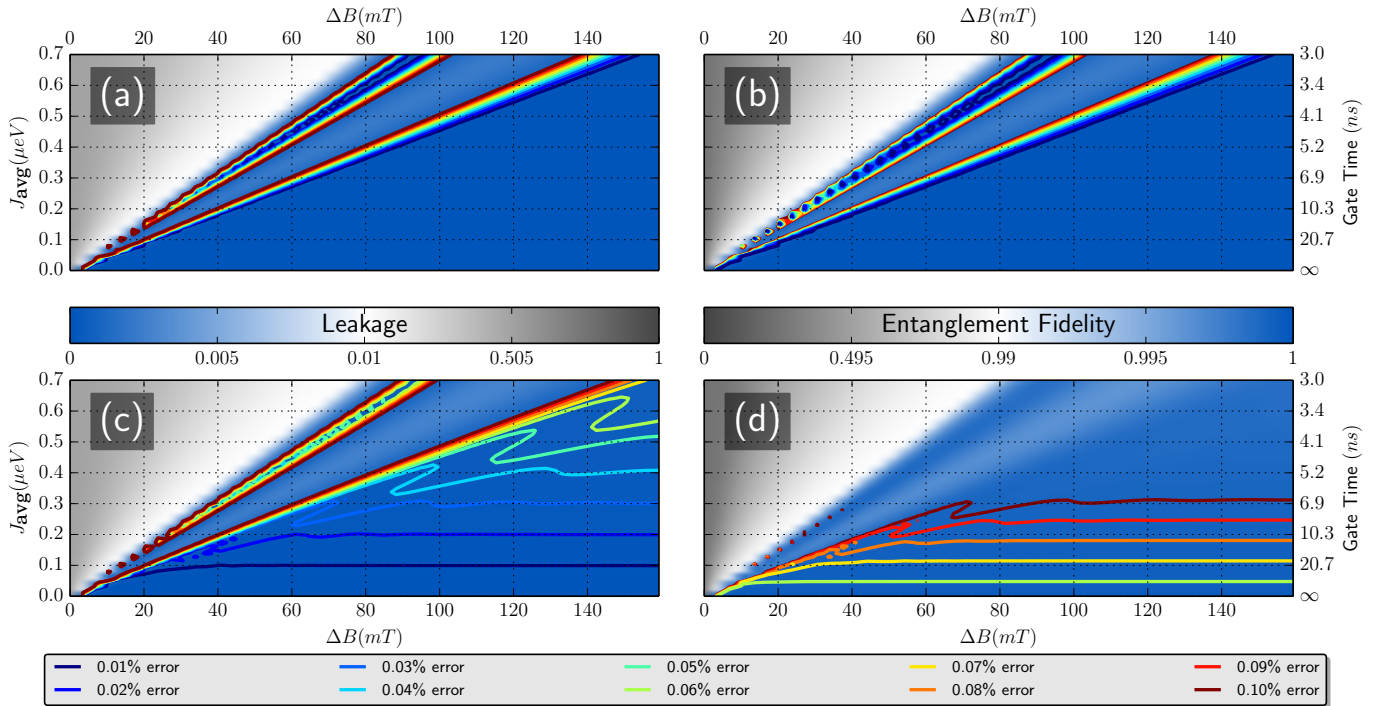 ΔB(mT) ΔB(mT)
0 20 40 60 80 100 120 140 0 20 40 60 80 100 120 140
0.7 3.0
0.6 3.4
0.5 4.1
0.4 5.2
0.3 6.9
0.2 10.3
0.1 20.7
0.0 ∞
(a) (b)
J_avg(μeV) Gate Time (ns)
Leakage Entanglement Fidelity
0 0.005 0.01 0.505 1 0 0.495 0.99 0.995 1
0.7 3.0
0.6 3.4
0.5 4.1
0.4 5.2
0.3 6.9
0.2 10.3
0.1 20.7
0.0 ∞
(c) (d)
J_avg(μeV) Gate Time (ns)
0 20 40 60 80 100 120 140 0 20 40 60 80 100 120 140
ΔB(mT) ΔB(mT)
0.01% error 0.03% error 0.05% error 0.07% error 0.09% error
0.02% error 0.04% error 0.06% error 0.08% error 0.10% error